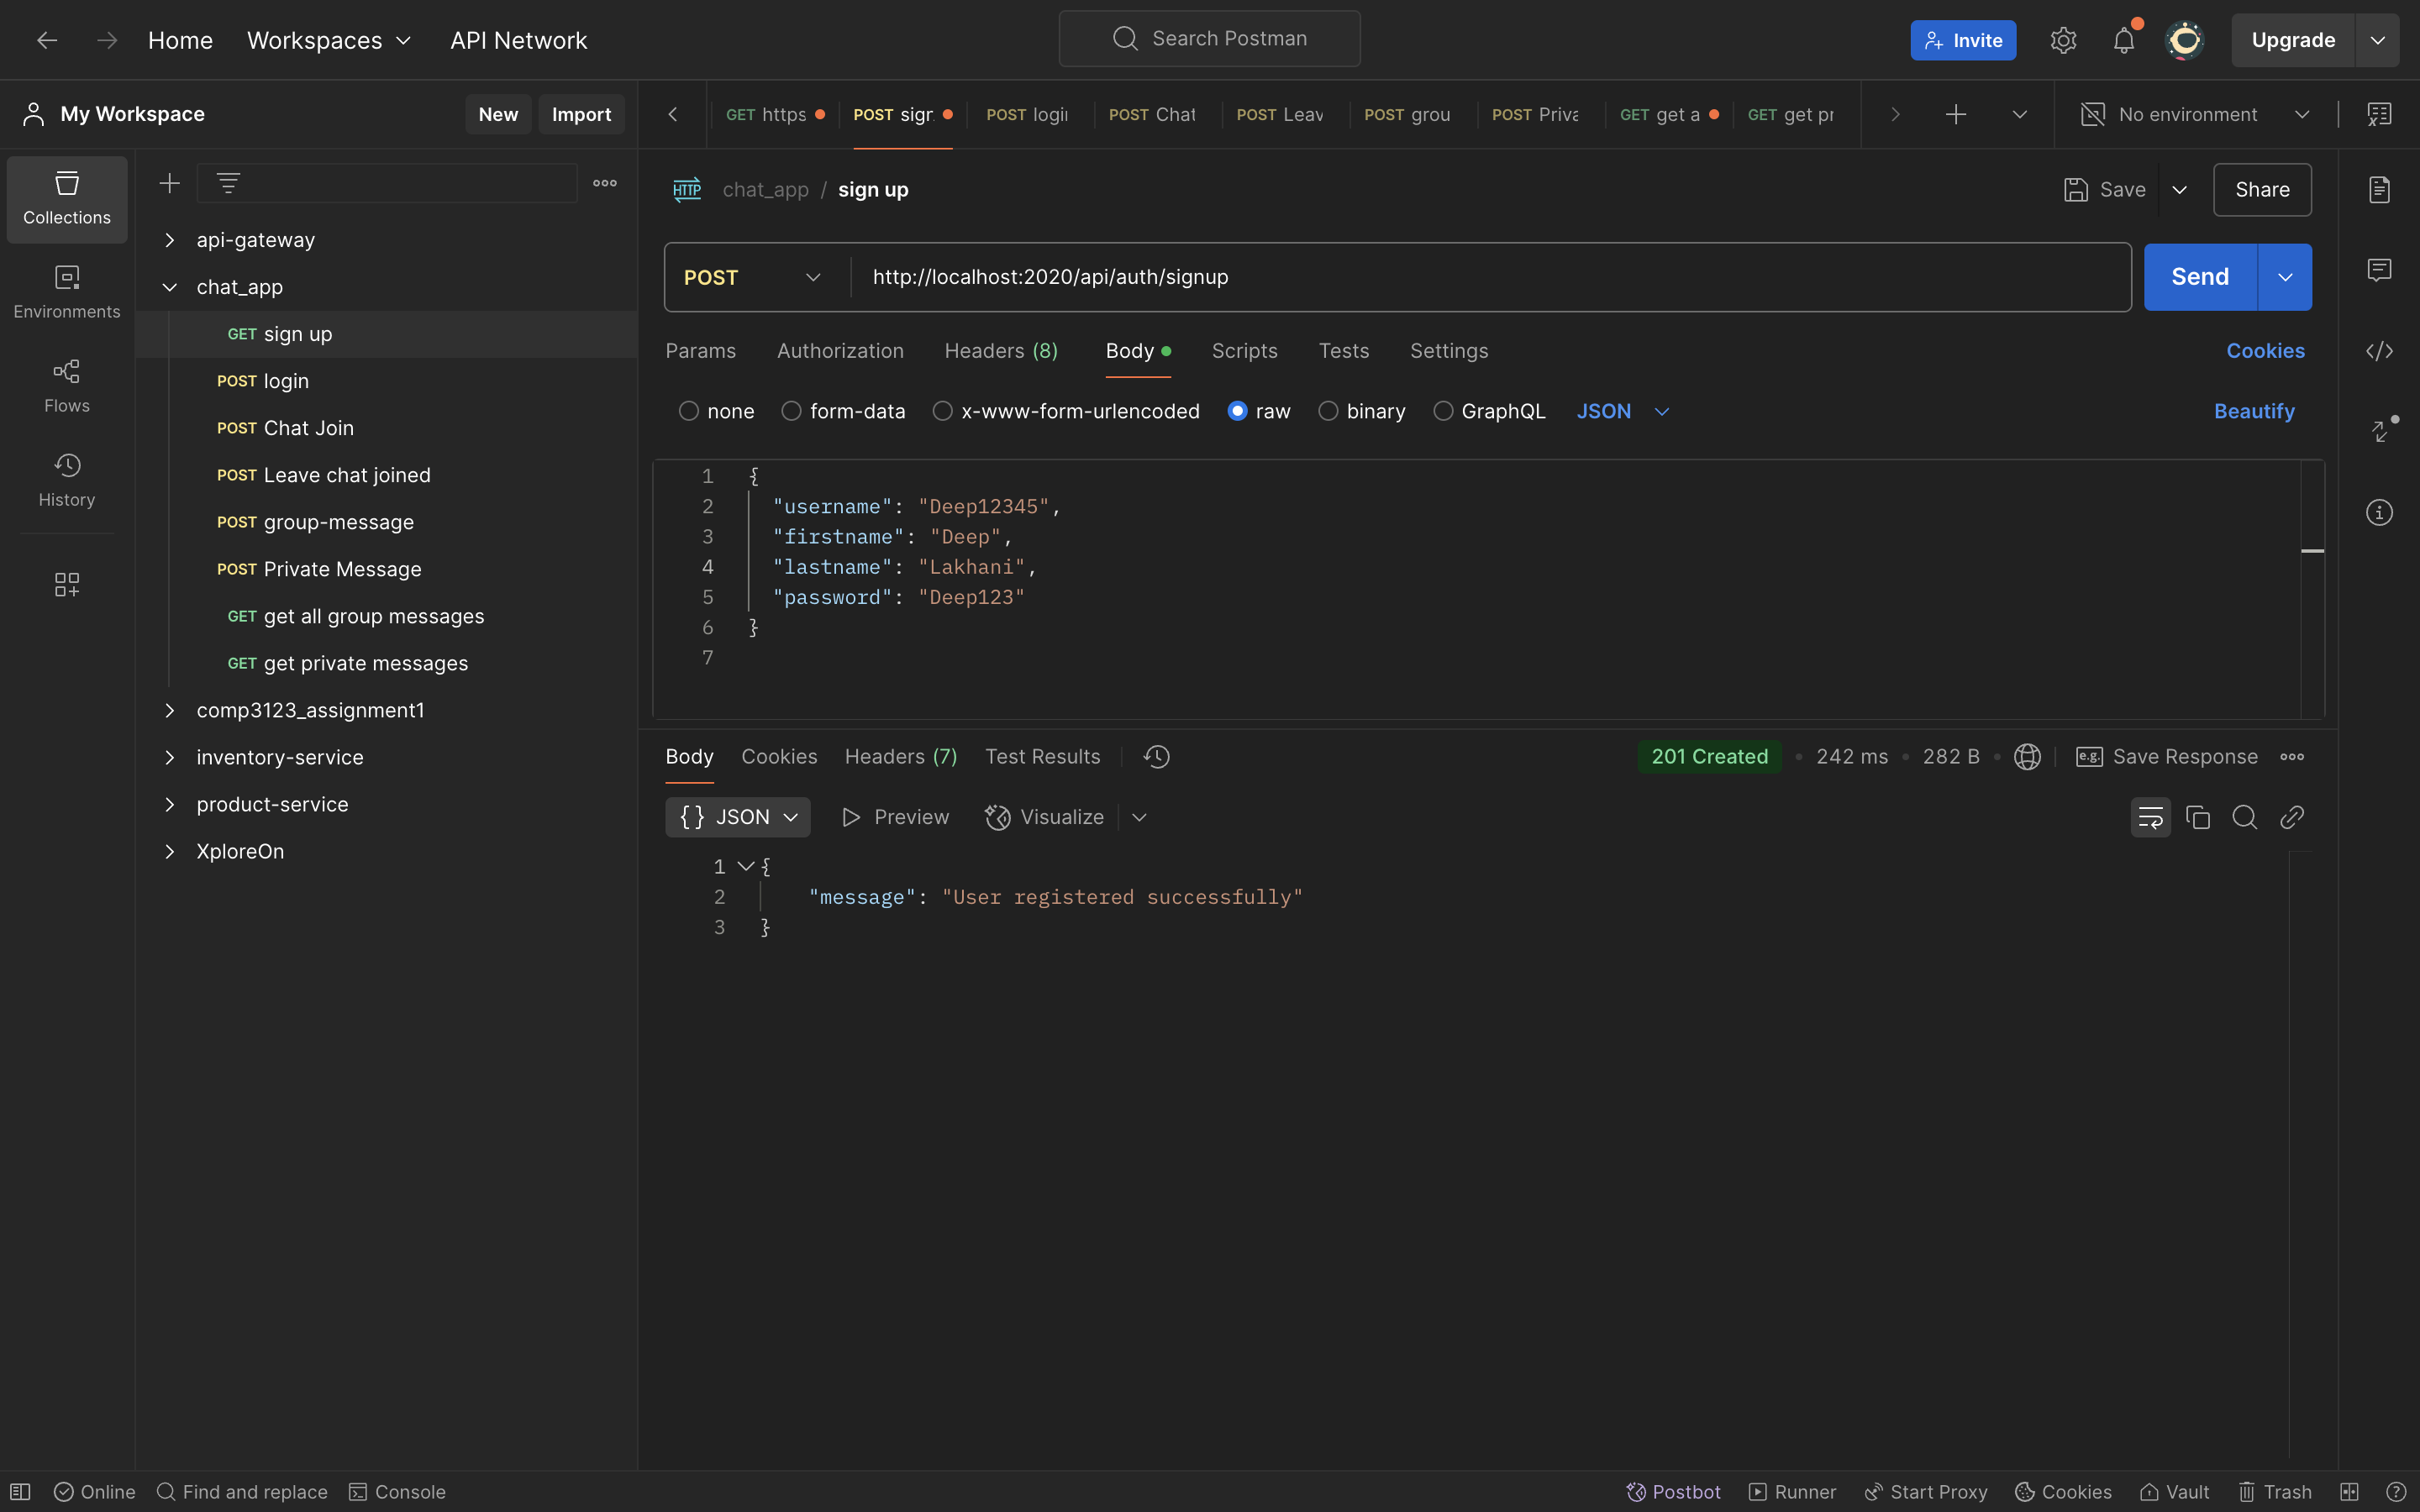 Home Workspaces API Network Search Postman Invite Upgrade
My Workspace New Import GET https POST sign POST login POST Chat POST Leav POST grou POST Priva GET get a GET get pr No environment
Collections
Environments
Flows
History
api-gateway
chat_app
GET sign up
POST login
POST Chat Join
POST Leave chat joined
POST group-message
POST Private Message
GET get all group messages
GET get private messages
comp3123_assignment1
inventory-service
product-service
XploreOn
HTTP chat_app / sign up Save Share
POST http://localhost:2020/api/auth/signup Send
Params Authorization Headers (8) Body Scripts Tests Settings Cookies
none form-data x-www-form-urlencoded raw binary GraphQL JSON Beautify
1 {
2 "username": "Deep12345",
3 "firstname": "Deep",
4 "lastname": "Lakhani",
5 "password": "Deep123"
6 }
7
Body Cookies Headers (7) Test Results 201 Created • 242 ms • 282 B • e.g. Save Response
{} JSON Preview Visualize
1 {
2 "message": "User registered successfully"
3 }
Online Find and replace Console Postbot Runner Start Proxy Cookies Vault Trash